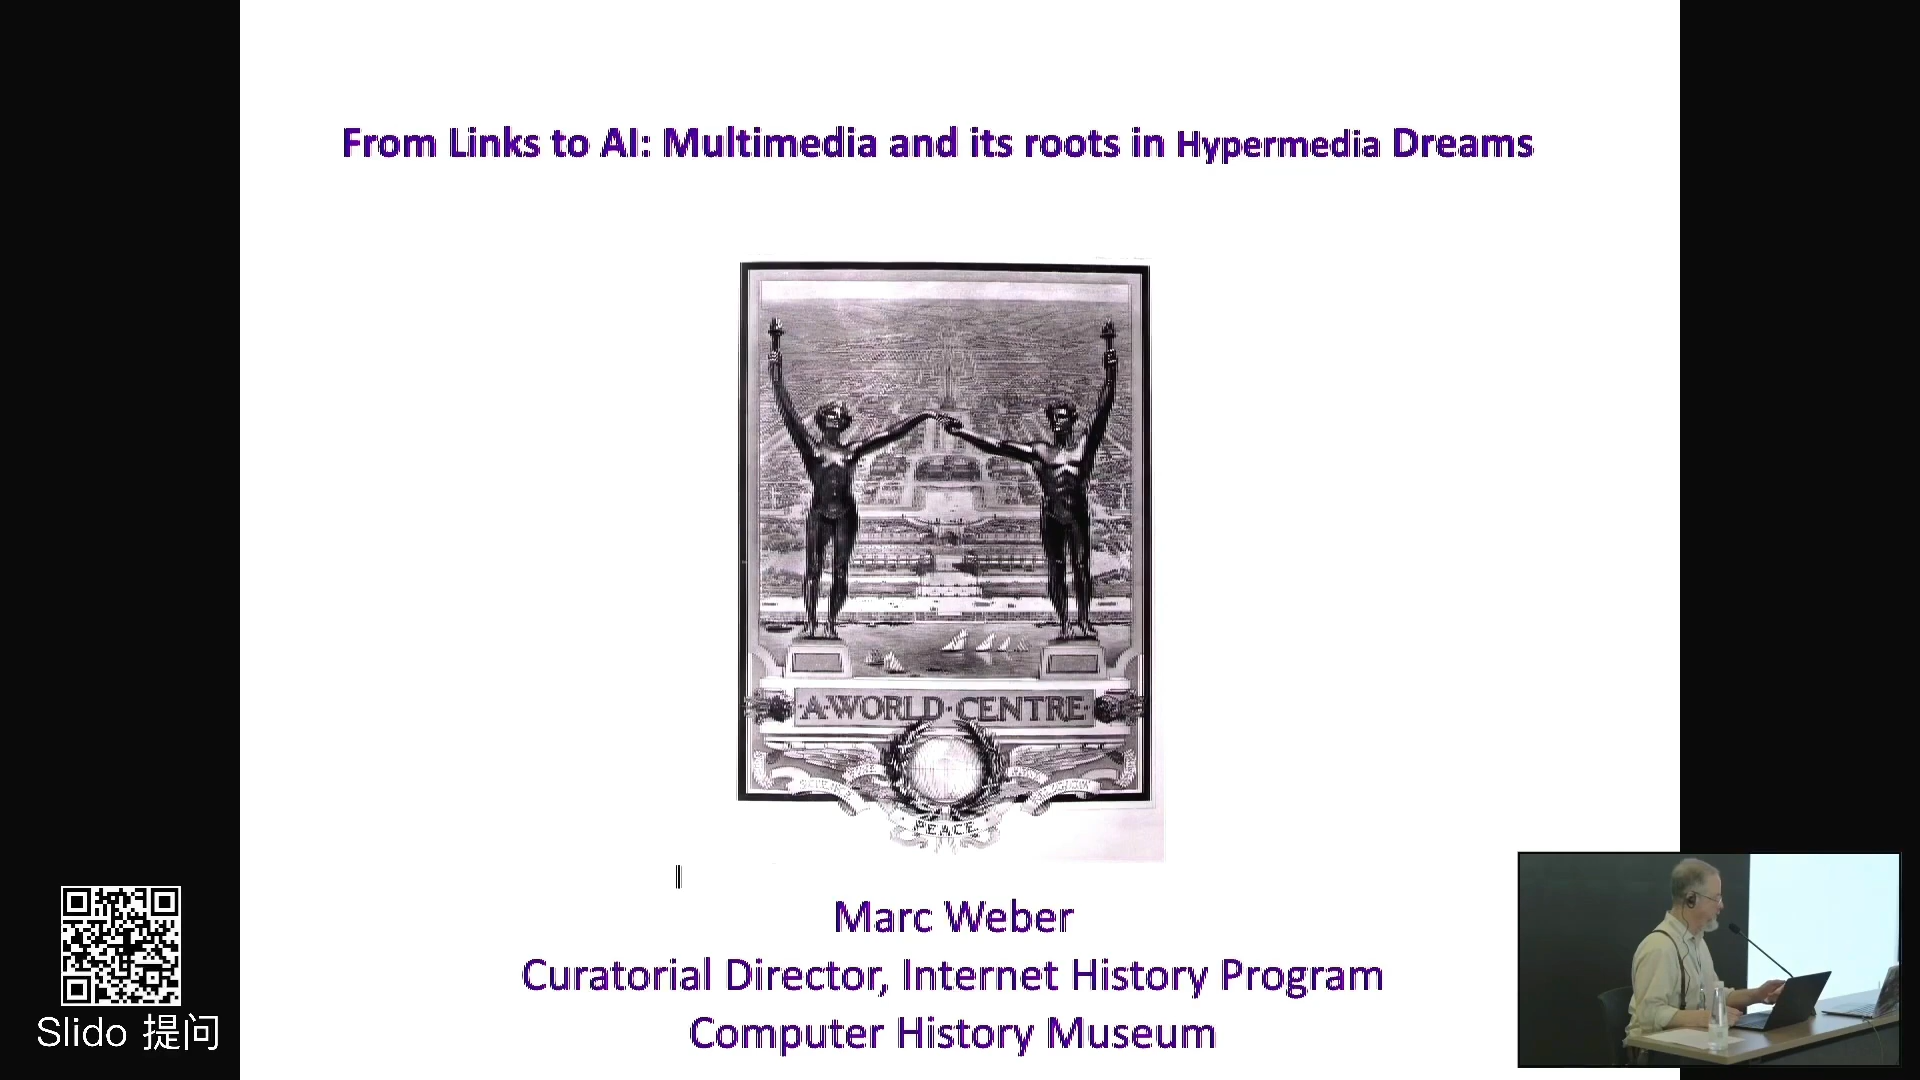 From Links to AI: Multimedia and its roots in Hypermedia Dreams
·A·WORLD·CENTRE·
PEACE
Marc Weber
Curatorial Director, Internet History Program
Computer History Museum
Slido 提问